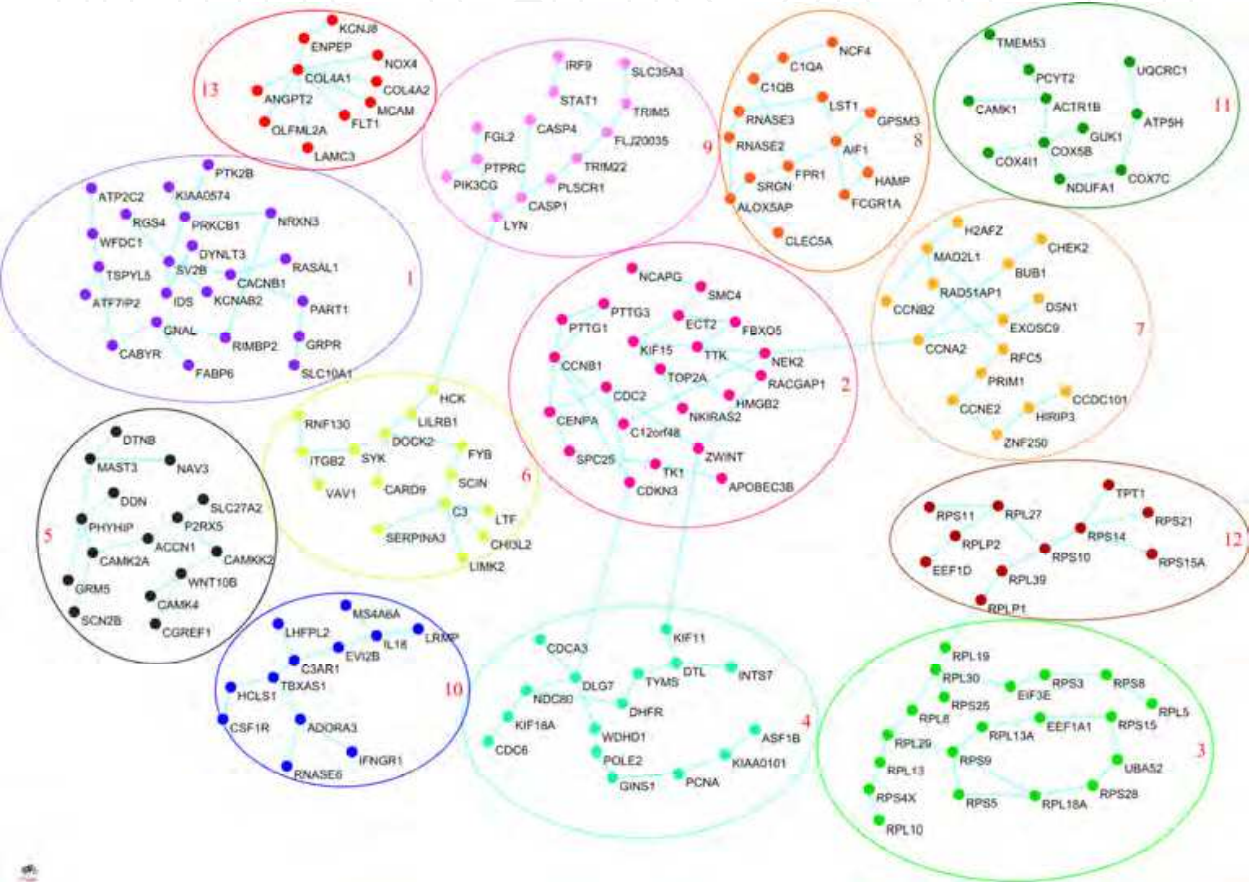 KCNJ8
ENPEP
NOX4
COL4A1
COL4A2
13
ANGPT2
MCAM
FLT1
OLFML2A
LAMC3
IRF9
SLC35A3
STAT1
TRIM5
CASP4
FGL2
FLJ20035
9
PTPRC
TRIM22
PIK3CG
PLSCR1
CASP1
LYN
NCF4
C1QA
C1QB
LST1
RNASE3
GPSM3
8
RNASE2
AIF1
FPR1
HAMP
SRGN
ALOX5AP
FCGR1A
CLEC5A
TMEM53
UQCRC1
PCYT2
CAMK1
ACTR1B
11
ATP5H
GUK1
COX5B
COX4I1
COX7C
NDUFA1
PTK2B
ATP2C2
KIAA0574
RGS4
PRKCB1
NRXN3
WFDC1
DYNLT3
RASAL1
SV2B
TSPYL5
CACNB1
1
ATF7IP2
IDS
KCNAB2
PART1
GNAL
CABYR
RIMBP2
GRPR
FABP6
SLC10A1
NCAPG
SMC4
PTTG3
PTTG1
ECT2
FBXO5
KIF15
TTK
NEK2
CCNB1
TOP2A
RACGAP1
2
CDC2
HMGB2
NKIRAS2
CENPA
C12orf48
ZWINT
SPC25
TK1
CDKN3
APOBEC3B
H2AFZ
MAD2L1
CHEK2
BUB1
RAD51AP1
CCNB2
DSN1
EXOSC9
7
CCNA2
RFC5
PRIM1
CCNE2
CCDC101
HIRIP3
ZNF250
HCK
LILRB1
RNF130
DOCK2
FYB
SYK
ITGB2
6
SCIN
VAV1
CARD9
C3
LTF
SERPINA3
CHI3L2
LIMK2
DTNB
MAST3
NAV3
DDN
SLC27A2
5
PHYHIP
P2RX5
ACCN1
CAMK2A
CAMKK2
WNT10B
GRM5
CAMK4
SCN2B
CGREF1
TPT1
RPS11
RPL27
RPS21
RPS14
12
RPLP2
RPS10
RPS15A
EEF1D
RPL39
RPLP1
MS4A6A
LHFPL2
IL18
LRMP
EVI2B
C3AR1
TBXAS1
HCLS1
10
CSF1R
ADORA3
IFNGR1
RNASE6
KIF11
CDCA3
DTL
INTS7
DLG7
TYMS
NDC80
DHFR
KIF18A
4
WDHD1
ASF1B
CDC6
POLE2
KIAA0101
GINS1
PCNA
RPL19
RPL30
RPS3
RPS8
EIF3E
RPS25
RPL5
RPL6
EEF1A1
RPS15
RPL13A
RPL29
RPS9
3
RPL13
UBA52
RPS4X
RPS5
RPL18A
RPS28
RPL10